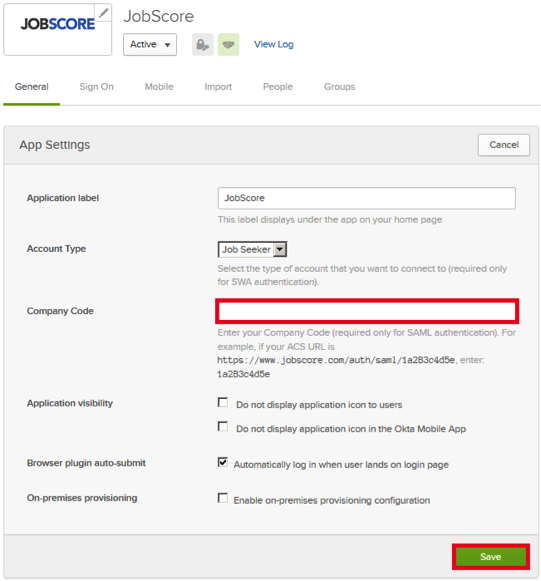 JobScore
JOBSCORE
Active
View Log
General
Sign On
Mobile
Import
People
Groups
App Settings
Cancel
Application label
JobScore
This label displays under the app on your home page
Account Type
Job Seeker
Select the type of account that you want to connect to (required only
for SWA authentication).
Company Code
Enter your Company Code (required only for SAML authentication). For
example, if your ACS URL is
https://www.jobscore.com/auth/saml/1a2B3c4d5e, enter:
1a2B3c4d5e
Application visibility
Do not display application icon to users
Do not display application icon in the Okta Mobile App
Browser plugin auto-submit
Automatically log in when user lands on login page
On-premises provisioning
Enable on-premises provisioning configuration
Save